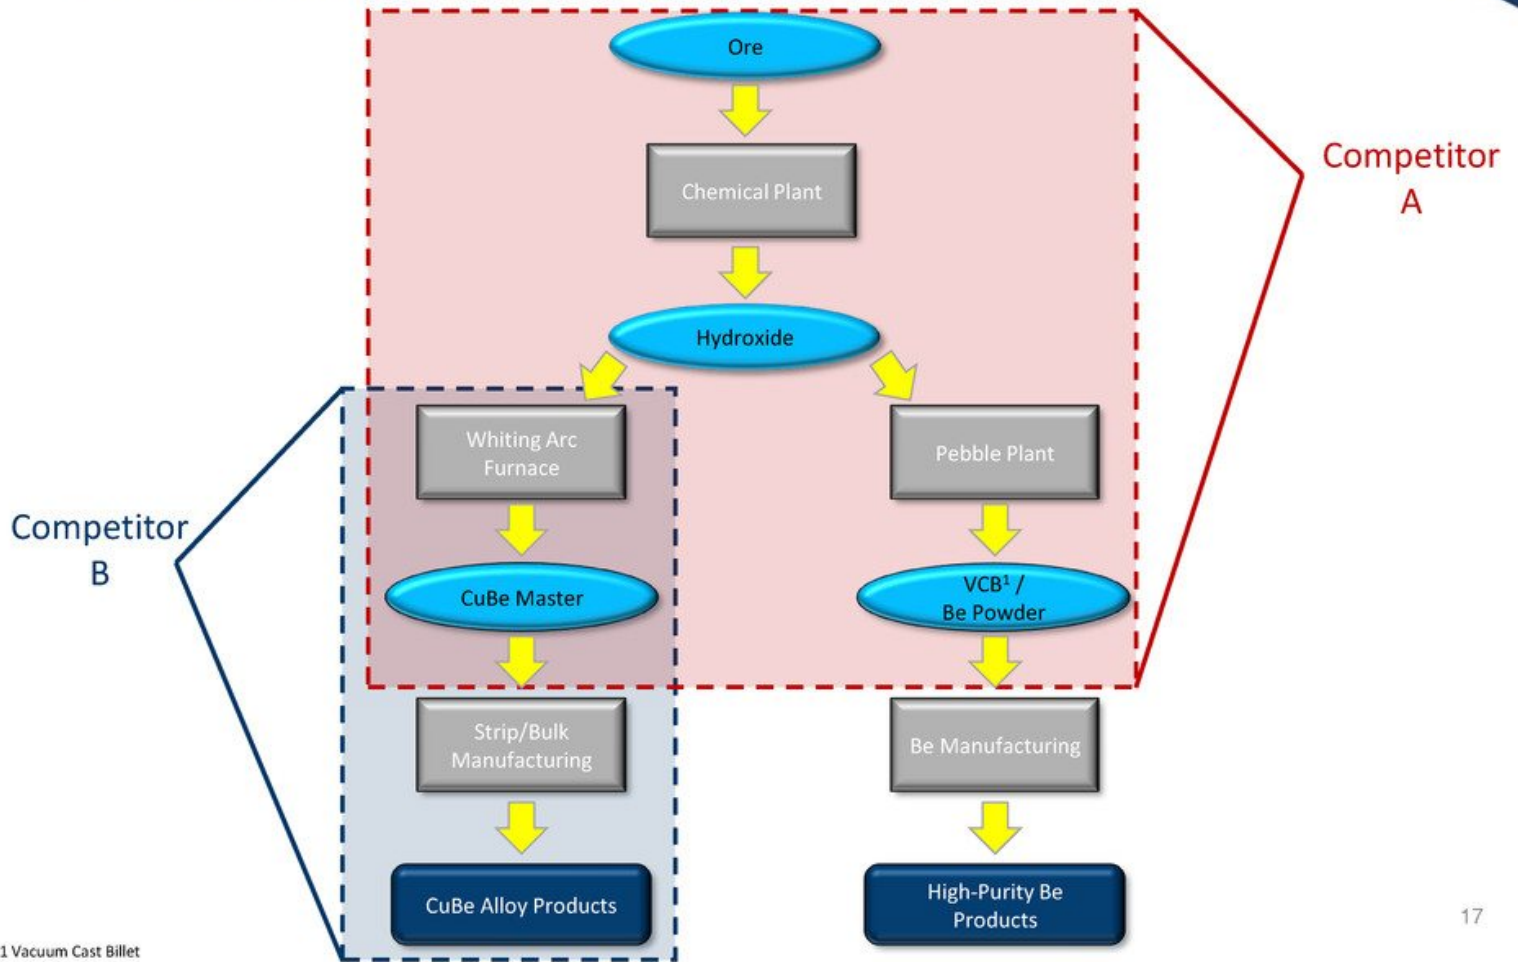 Ore
Chemical Plant
Competitor
A
Hydroxide
Whiting Arc
Furnace
Pebble Plant
Competitor
B
CuBe Master
VCB¹ /
Be Powder
Strip/Bulk
Manufacturing
Be Manufacturing
CuBe Alloy Products
High-Purity Be
Products
17
1 Vacuum Cast Billet